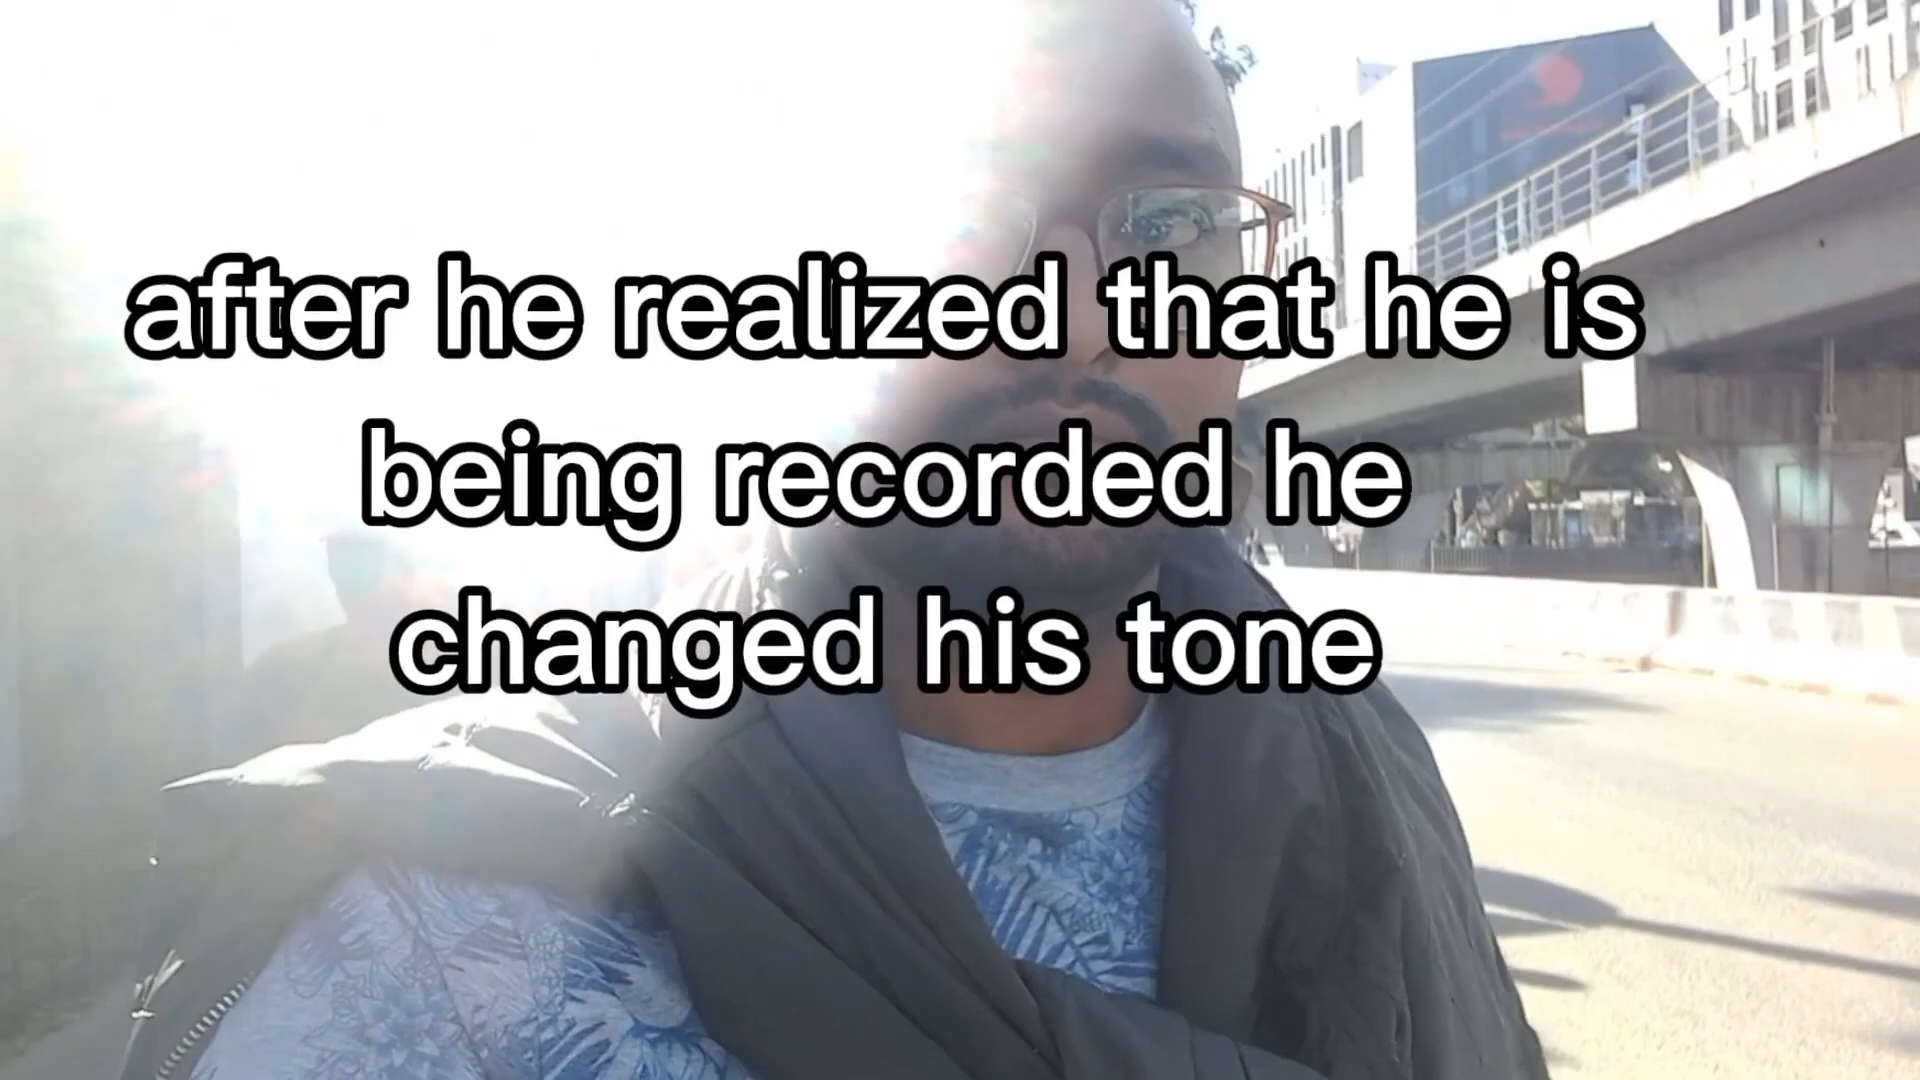 after he realized that he is
being recorded he
changed his tone